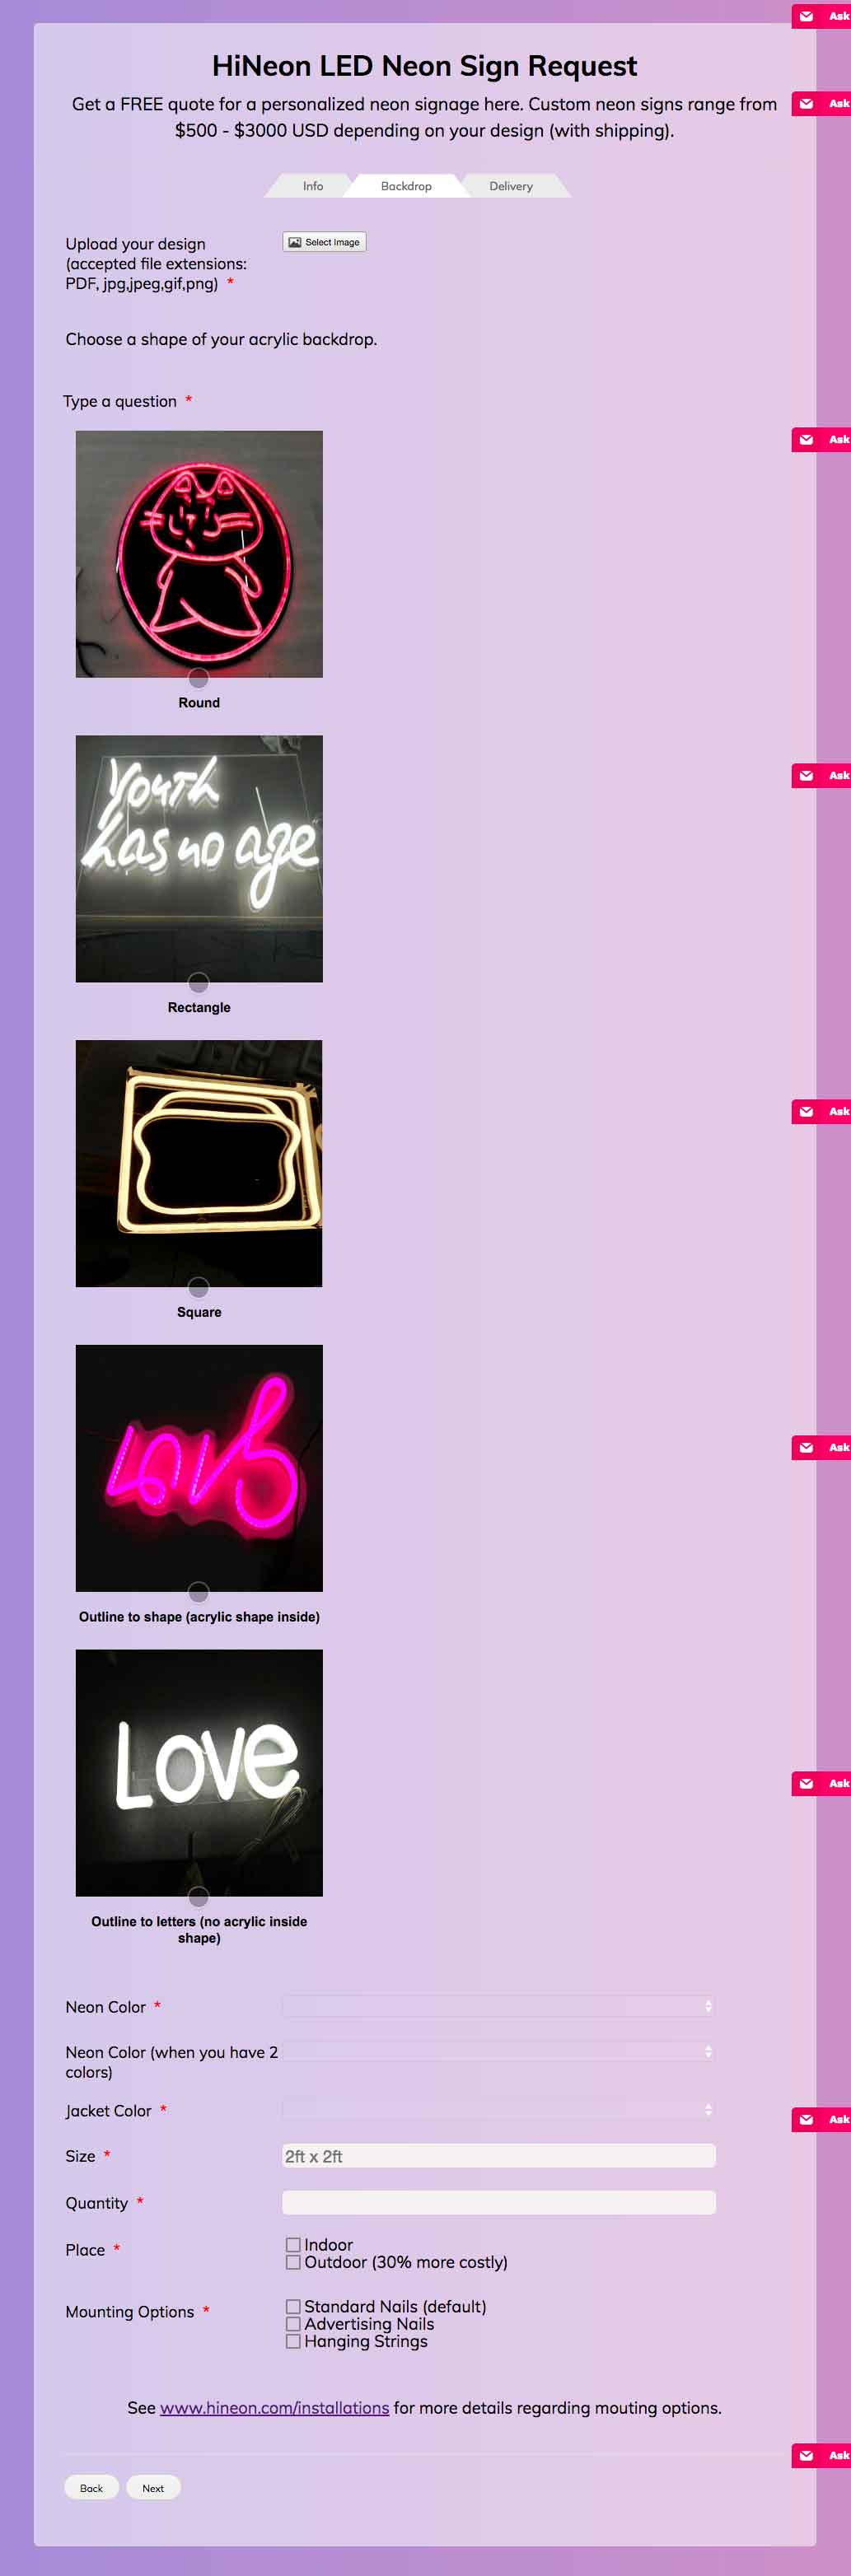 Ask
HiNeon LED Neon Sign Request
Get a FREE quote for a personalized neon signage here. Custom neon signs range from
$500 - $3000 USD depending on your design (with shipping).
Ask
Info
Backdrop
Delivery
Upload your design
(accepted file extensions:
PDF, jpg,jpeg,gif,png) *
Select Image
Choose a shape of your acrylic backdrop.
Type a question *
Ask
Round
Ask
Youth
has no age
Rectangle
Ask
Square
Ask
Love
Outline to shape (acrylic shape inside)
Ask
Love
Outline to letters (no acrylic inside
shape)
Neon Color *
Neon Color (when you have 2
colors)
Jacket Color *
Ask
Size *
2ft x 2ft
Quantity *
Place *
Indoor
Outdoor (30% more costly)
Mounting Options *
Standard Nails (default)
Advertising Nails
Hanging Strings
See www.hineon.com/installations for more details regarding mouting options.
Ask
Back
Next